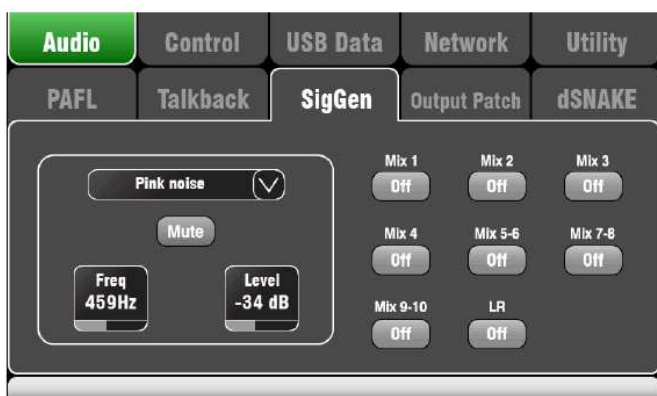 Audio Control USB Data Network Utility
PAFL Talkback SigGen Output Patch dSNAKE
Pink noise
Mute
Freq
459Hz
Level
-34 dB
Mix 1 Mix 2 Mix 3
Off Off Off
Mix 4 Mix 5-6 Mix 7-8
Off Off Off
Mix 9-10 LR
Off Off